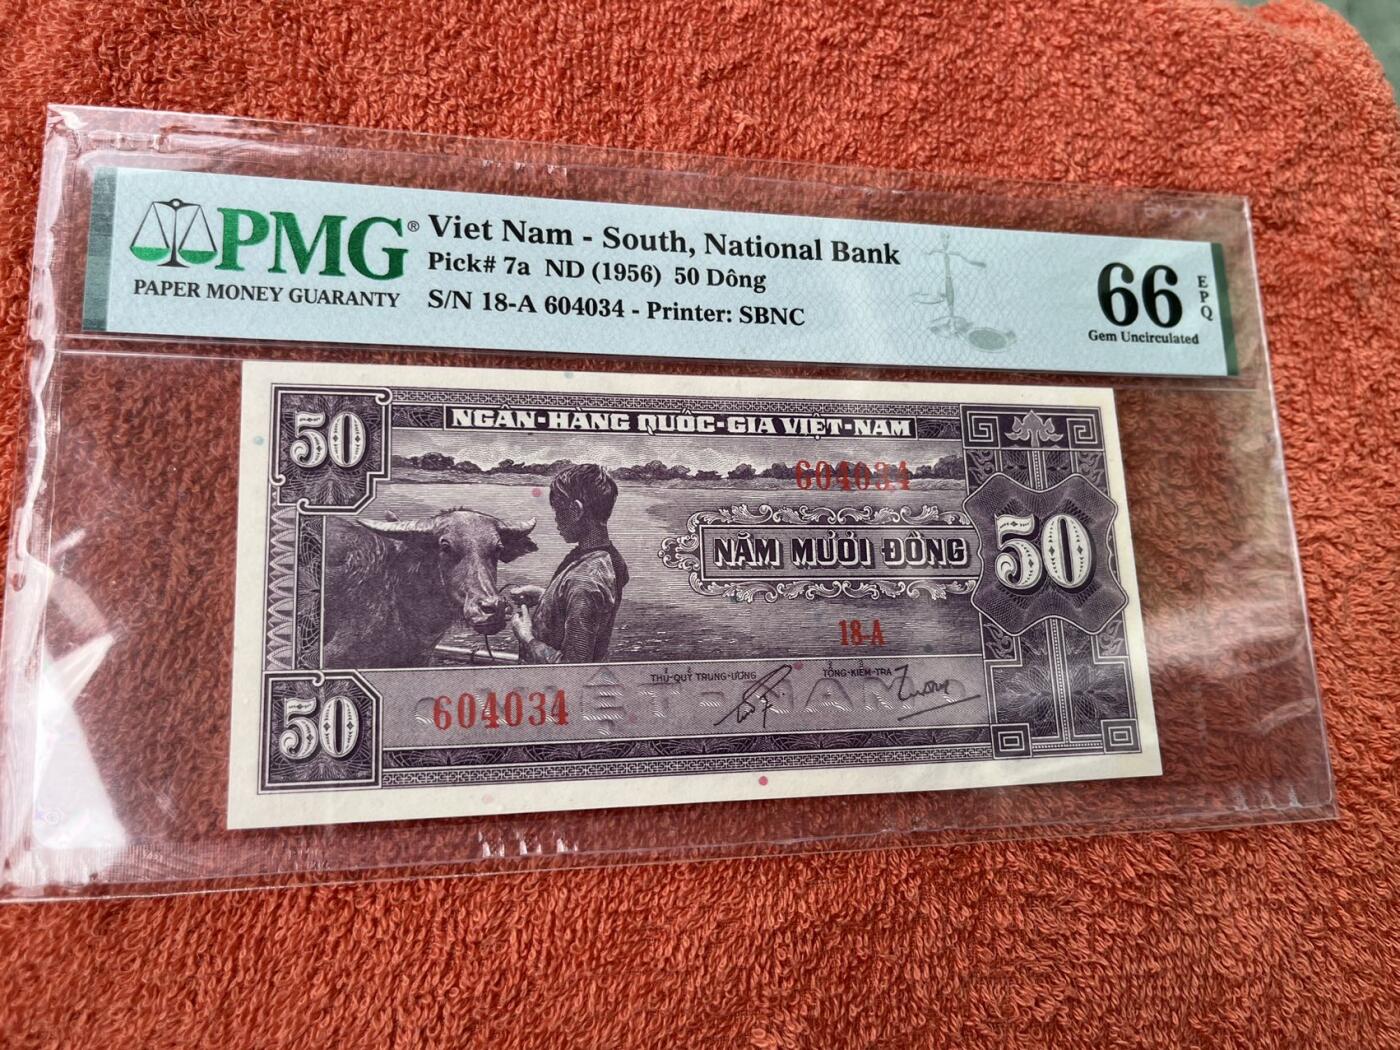 PMG®
PAPER MONEY GUARANTY
Viet Nam - South, National Bank
Pick# 7a ND (1956) 50 Dông
S/N 18-A 604034 - Printer: SBNC
66 EPQ
Gem Uncirculated
50
NGÂN-HÀNG QUỐC-GIA VIỆT-NAM
604034
NĂM MƯƠI ĐỒNG
50
18-A
THỦ-QUỸ TRUNG-ƯƠNG
TỔNG-KIỂM-TRA
604034
VIỆT-NAM
50